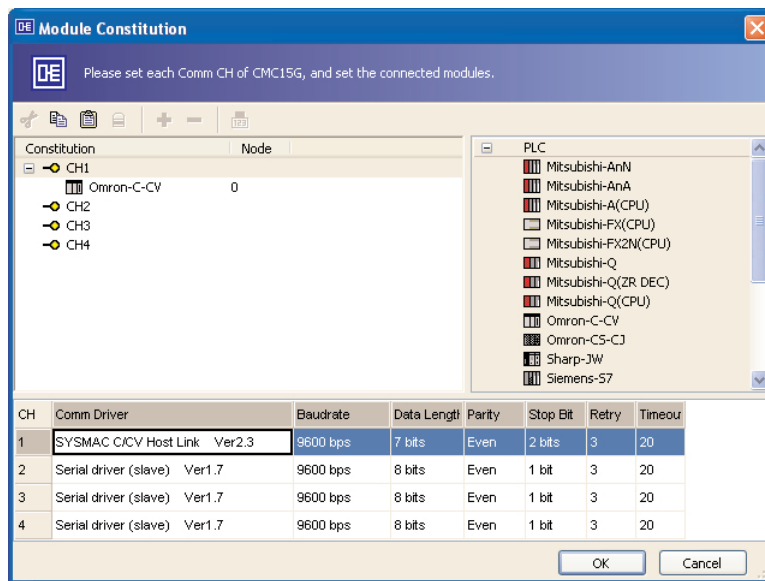 Module Constitution
Please set each Comm CH of CMC15G, and set the connected modules.
Constitution Node
CH1
Omron-C-CV 0
CH2
CH3
CH4
PLC
Mitsubishi-AnN
Mitsubishi-AnA
Mitsubishi-A(CPU)
Mitsubishi-FX(CPU)
Mitsubishi-FX2N(CPU)
Mitsubishi-Q
Mitsubishi-Q(ZR DEC)
Mitsubishi-Q(CPU)
Omron-C-CV
Omron-CS-CJ
Sharp-JW
Siemens-S7
CH Comm Driver Baudrate Data Length Parity Stop Bit Retry Timeour
1 SYSMAC C/CV Host Link Ver2.3 9600 bps 7 bits Even 2 bits 3 20
2 Serial driver (slave) Ver1.7 9600 bps 8 bits Even 1 bit 3 20
3 Serial driver (slave) Ver1.7 9600 bps 8 bits Even 1 bit 3 20
4 Serial driver (slave) Ver1.7 9600 bps 8 bits Even 1 bit 3 20
OK Cancel